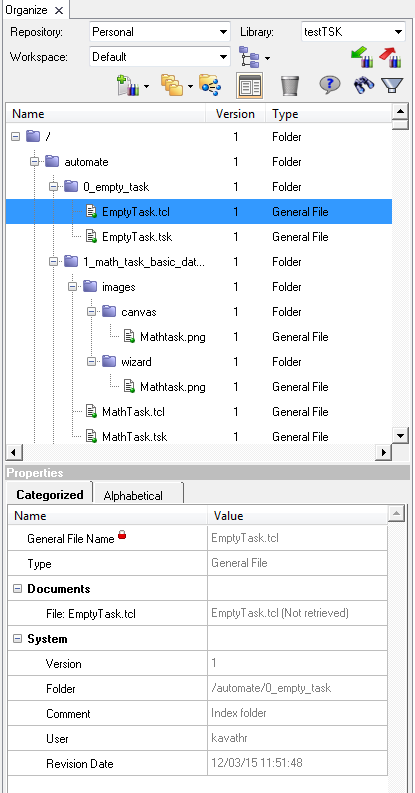 Organize
Repository: Personal Library: testTSK
Workspace: Default
Name Version Type
/ 1 Folder
automate 1 Folder
0_empty_task 1 Folder
EmptyTask.tcl 1 General File
EmptyTask.tsk 1 General File
1_math_task_basic_dat... 1 Folder
images 1 Folder
canvas 1 Folder
Mathtask.png 1 General File
wizard 1 Folder
Mathtask.png 1 General File
MathTask.tcl 1 General File
MathTask.tsk 1 General File
Properties
Categorized Alphabetical
Name Value
General File Name EmptyTask.tcl
Type General File
Documents
File: EmptyTask.tcl EmptyTask.tcl (Not retrieved)
System
Version 1
Folder /automate/0_empty_task
Comment Index folder
User kavathr
Revision Date 12/03/15 11:51:48